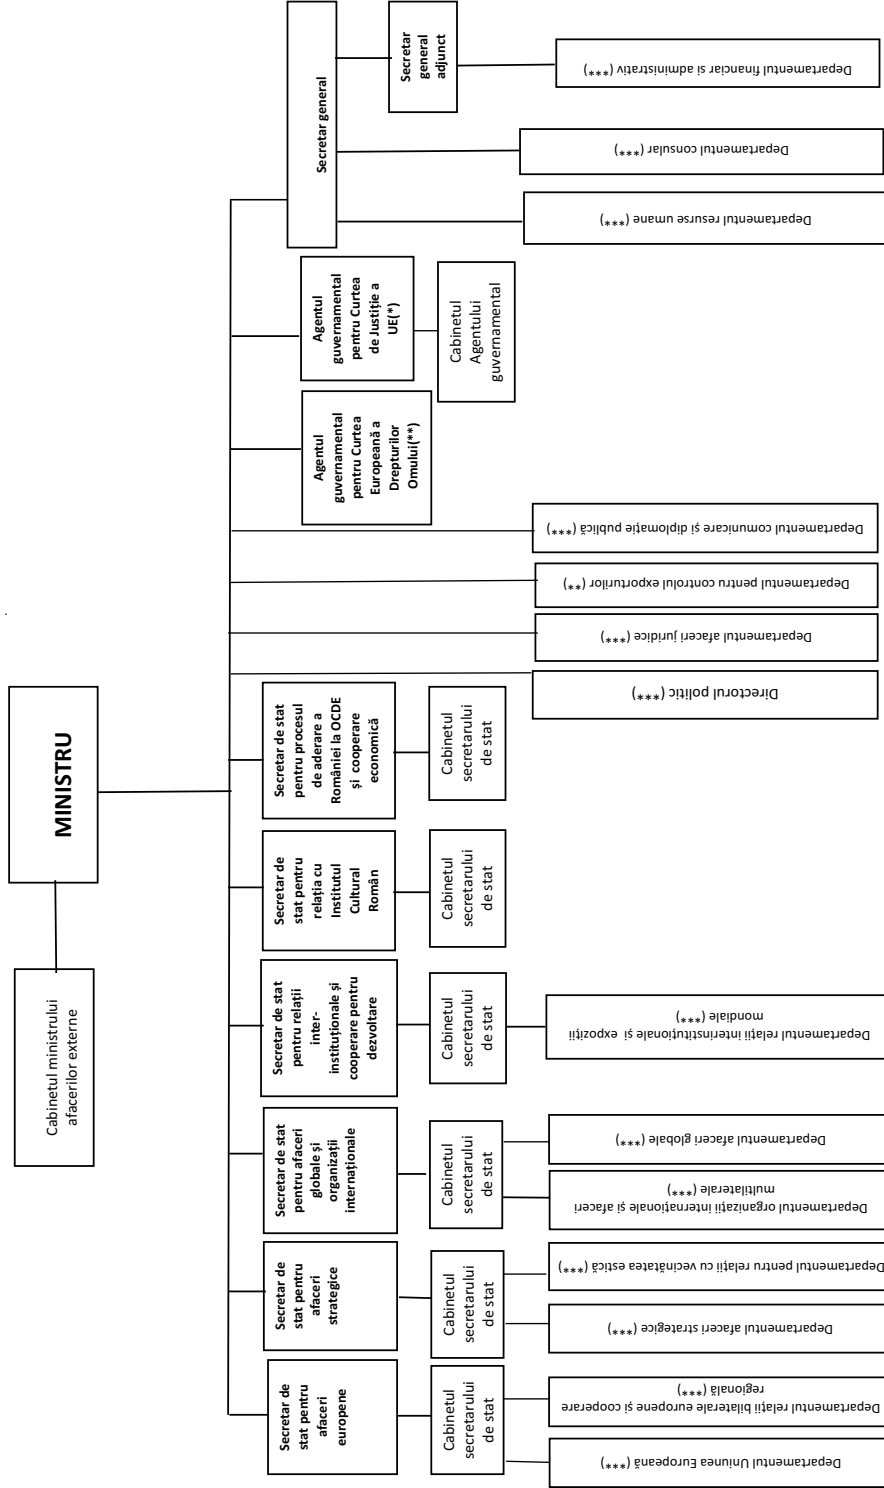 Cabinetul ministrului
afacerilor externe
MINISTRU
Secretar de
stat pentru
afaceri
europene
Cabinetul
secretarului
de stat
Departamentul Uniunea Europeană (***)
Departamentul relații bilaterale europene și cooperare
regională (***)
Secretar de
stat pentru
afaceri
strategice
Cabinetul
secretarului
de stat
Departamentul afaceri strategice (***)
Departamentul pentru relații cu vecinătatea estică (***)
Secretar de stat
pentru afaceri
globale și
organizații
internaționale
Cabinetul
secretarului
de stat
Departamentul organizații internaționale și afaceri
multilaterale (***)
Departamentul afaceri globale (***)
Secretar de stat
pentru relații
inter-
instituționale și
cooperare pentru
dezvoltare
Cabinetul
secretarului
de stat
Departamentul relații interinstituționale și expoziții
mondiale (***)
Secretar de
stat pentru
relația cu
Institutul
Cultural
Român
Cabinetul
secretarului
de stat
Secretar de stat
pentru procesul
de aderare a
României la OCDE
și cooperare
economică
Cabinetul
secretarului
de stat
Directorul politic (***)
Departamentul afaceri juridice (***)
Departamentul pentru controlul exporturilor (**)
Departamentul comunicare și diplomație publică (***)
Agentul
guvernamental
pentru Curtea
Europeană a
Drepturilor
Omului(**)
Agentul
guvernamental
pentru Curtea
de Justiție a
UE(*)
Cabinetul
Agentului
guvernamental
Secretar general
Departamentul resurse umane (***)
Departamentul consular (***)
Secretar
general
adjunct
Departamentul financiar si administrativ (***)